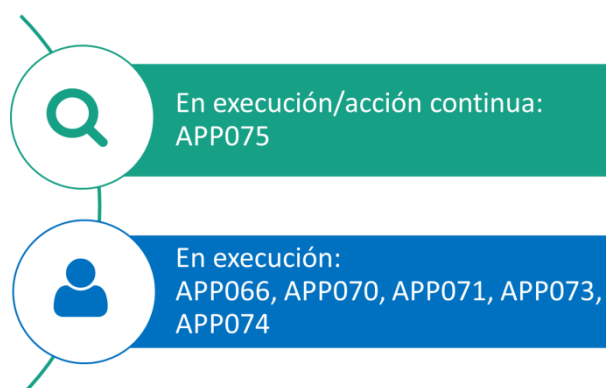 En execución/acción continua:
APP075
En execución:
APP066, APP070, APP071, APP073,
APP074